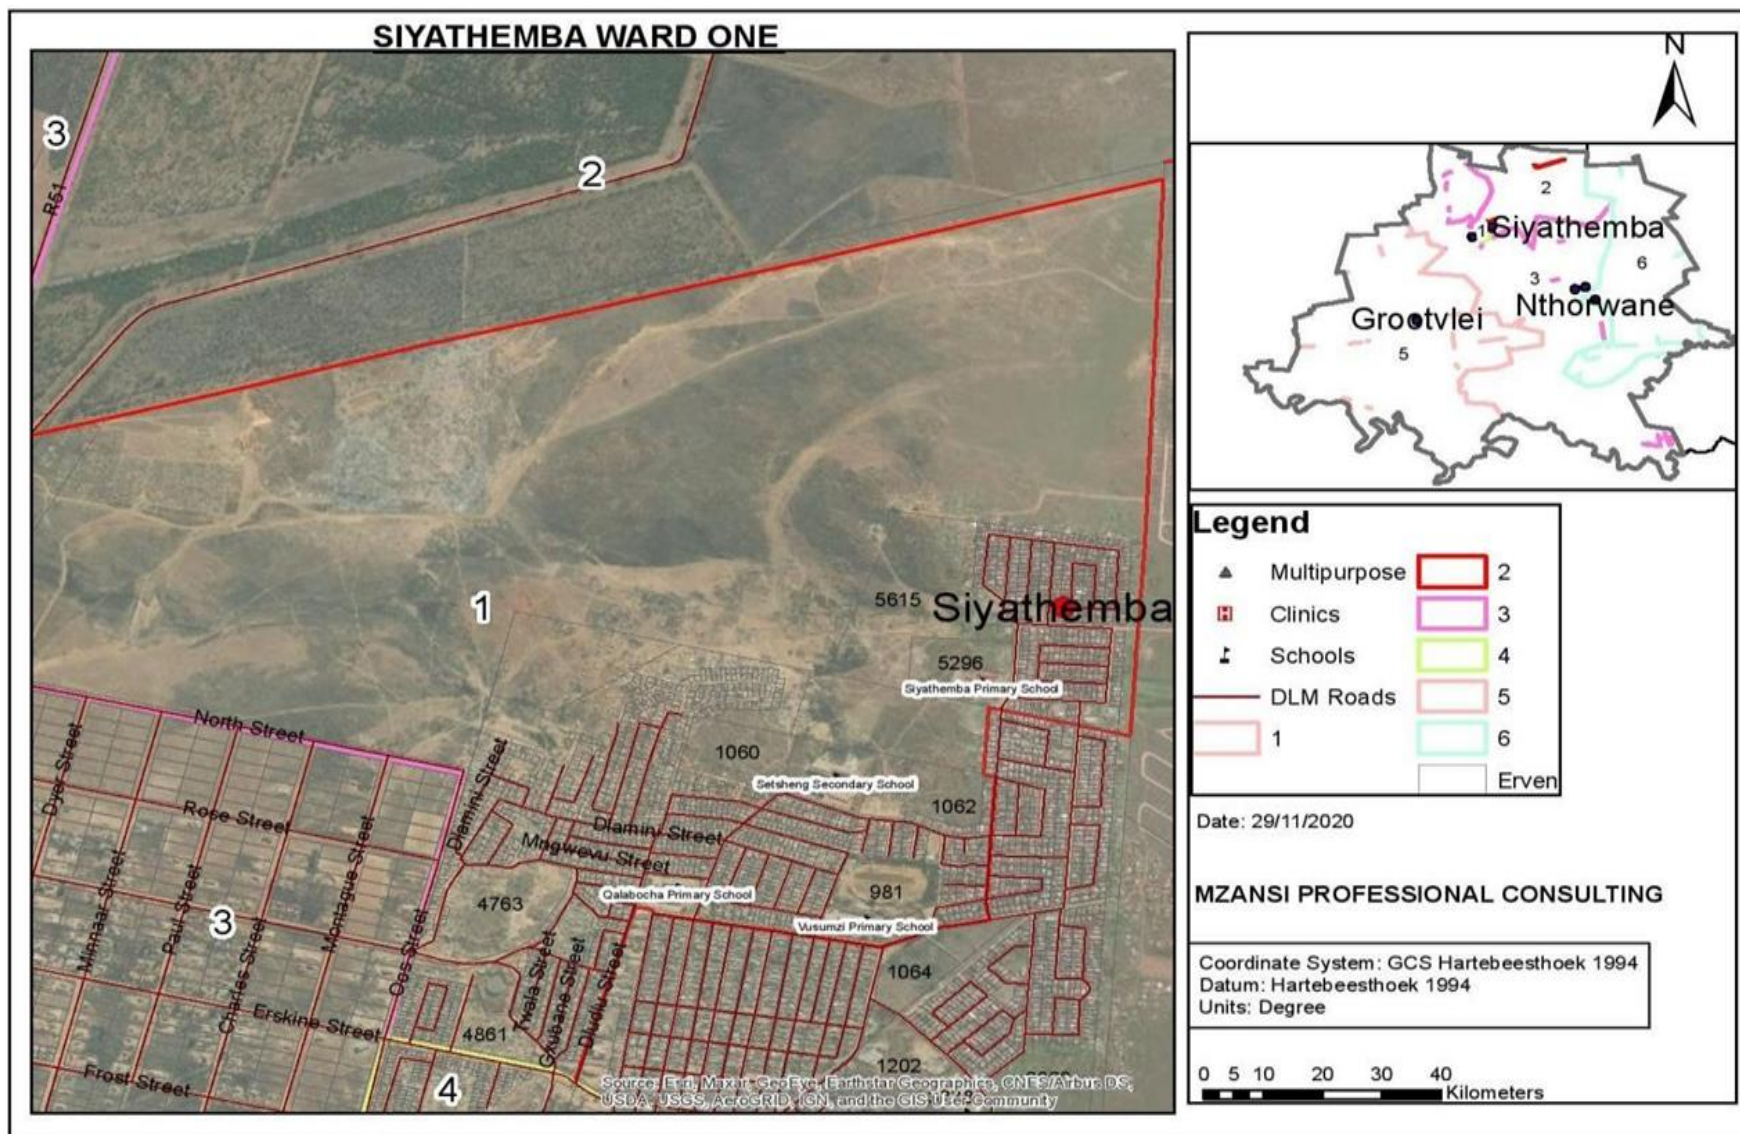 SIYATHEMBA WARD ONE
N
3
R51
2
1
5615
Siyathemba
5296
Siyathemba Primary School
North Street
1060
Setsheng Secondary School
1062
Dyer Street
Rose Street
Dlamini Street
Dlamini Street
Mngwevu Street
Montague Street
Qalabocha Primary School
981
4763
Vusumzi Primary School
Minnaar Street
Paul Street
3
Charles Street
Oos Street
Twala Street
Gxubane Street
Dludlu Street
1064
Erskine Street
4861
1202
Frost Street
4
Source: Esri, Maxar, GeoEye, Earthstar Geographics, CNES/Airbus DS,
USDA, USGS, AeroGRID, IGN, and the GIS User Community
2
1
Siyathemba
6
3
Nthorwane
Grootvlei
5
Legend
Multipurpose
Clinics
Schools
DLM Roads
1
2
3
4
5
6
Erven
Date: 29/11/2020
MZANSI PROFESSIONAL CONSULTING
Coordinate System: GCS Hartebeesthoek 1994
Datum: Hartebeesthoek 1994
Units: Degree
0 5 10 20 30 40
Kilometers